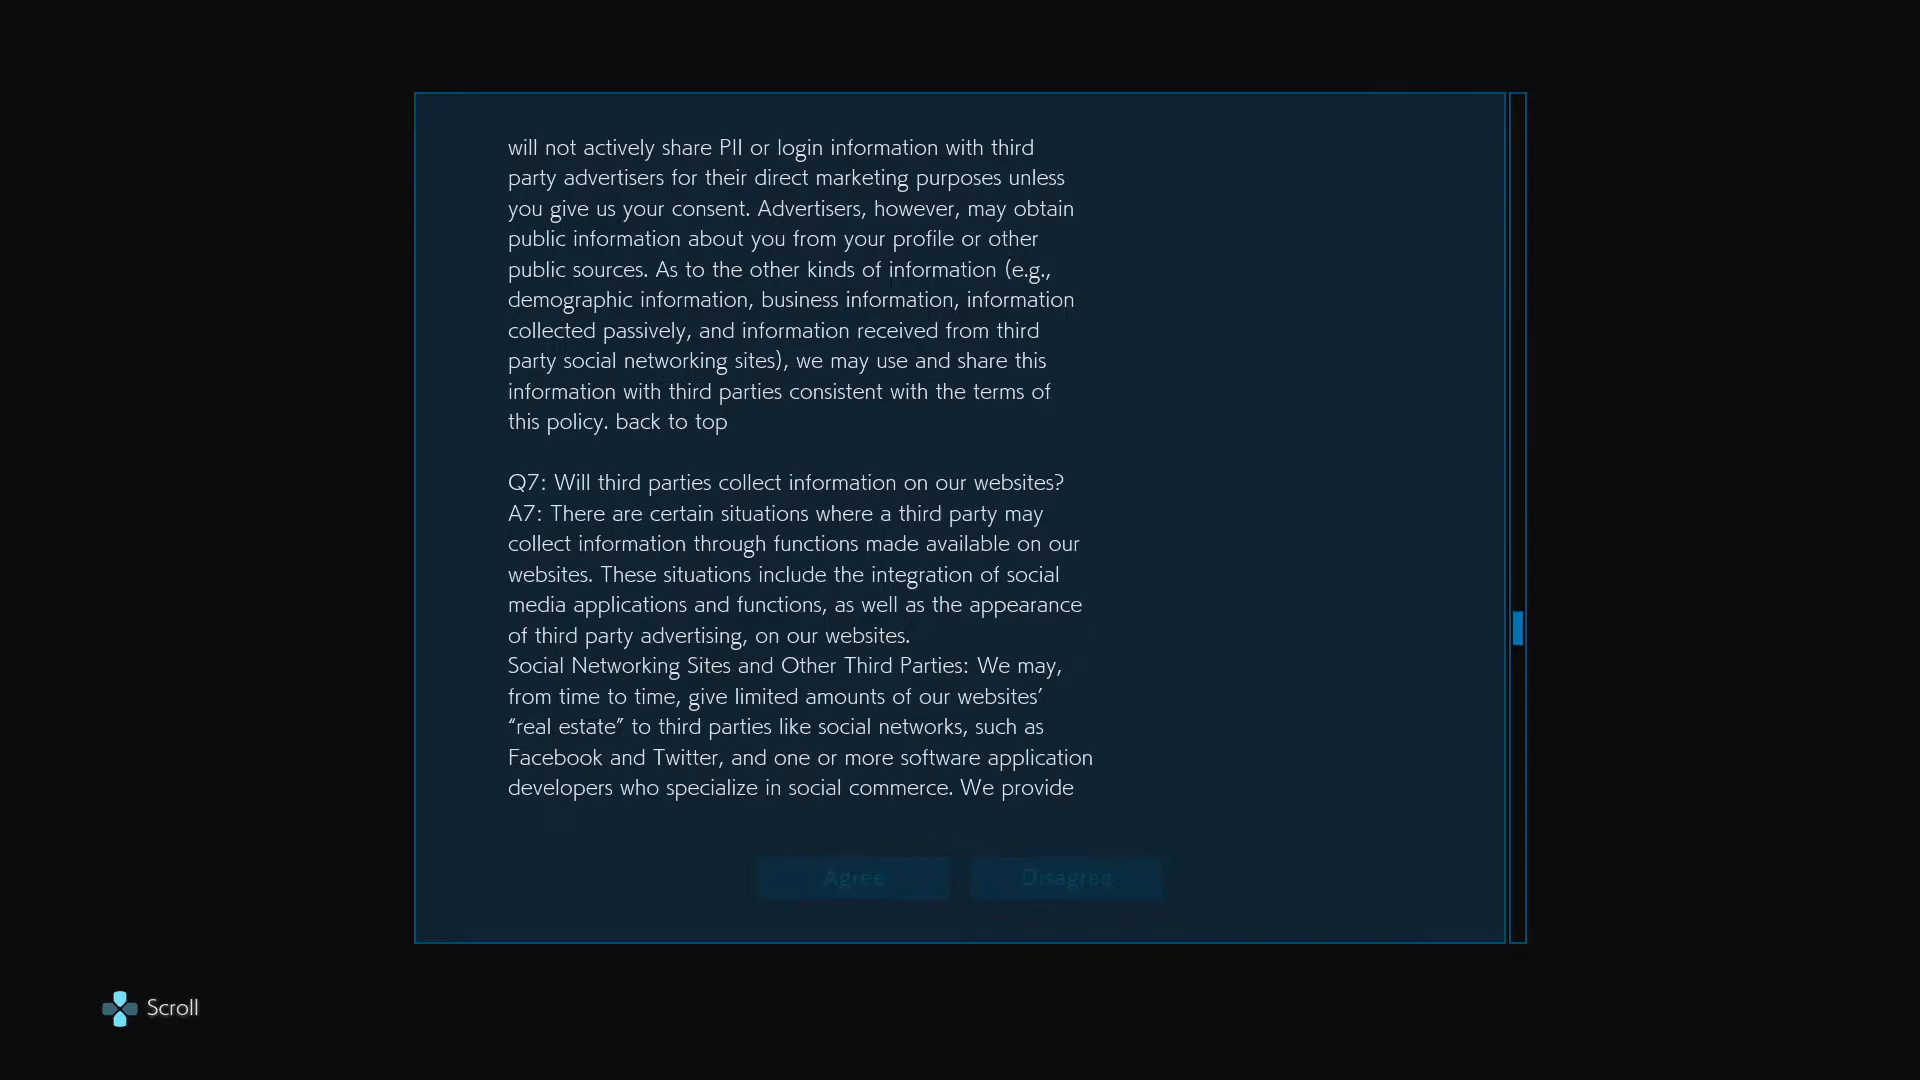 will not actively share PII or login information with third
party advertisers for their direct marketing purposes unless
you give us your consent. Advertisers, however, may obtain
public information about you from your profile or other
public sources. As to the other kinds of information (e.g.,
demographic information, business information, information
collected passively, and information received from third
party social networking sites), we may use and share this
information with third parties consistent with the terms of
this policy. back to top
Q7: Will third parties collect information on our websites?
A7: There are certain situations where a third party may
collect information through functions made available on our
websites. These situations include the integration of social
media applications and functions, as well as the appearance
of third party advertising, on our websites.
Social Networking Sites and Other Third Parties: We may,
from time to time, give limited amounts of our websites’
“real estate” to third parties like social networks, such as
Facebook and Twitter, and one or more software application
developers who specialize in social commerce. We provide
Agree Disagree
Scroll